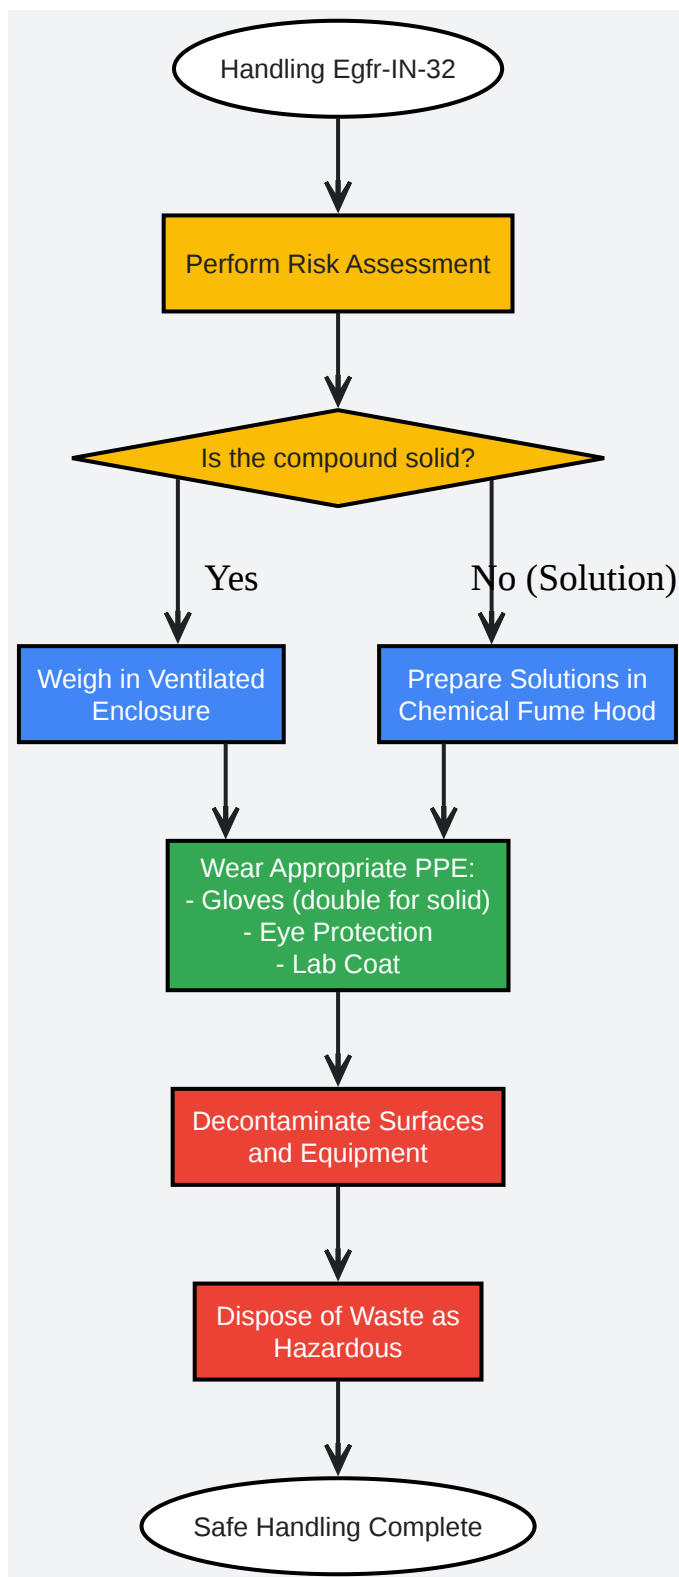 Handling Egfr-IN-32
Perform Risk Assessment
Is the compound solid?
Yes
No (Solution)
Weigh in Ventilated
Enclosure
Prepare Solutions in
Chemical Fume Hood
Wear Appropriate PPE:
- Gloves (double for solid)
- Eye Protection
- Lab Coat
Decontaminate Surfaces
and Equipment
Dispose of Waste as
Hazardous
Safe Handling Complete